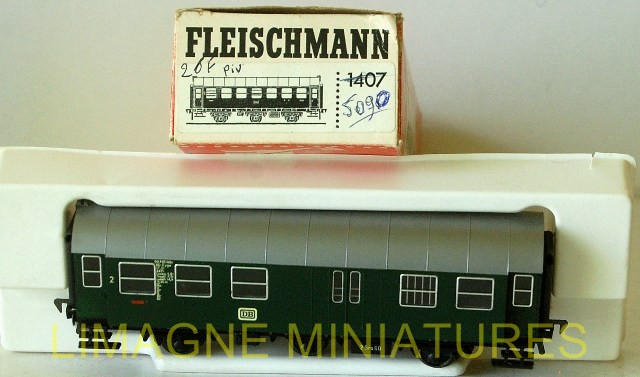 FLEISCHMANN
20F piv
1407
5090
2
DB
LIMAGNE MINIATURES